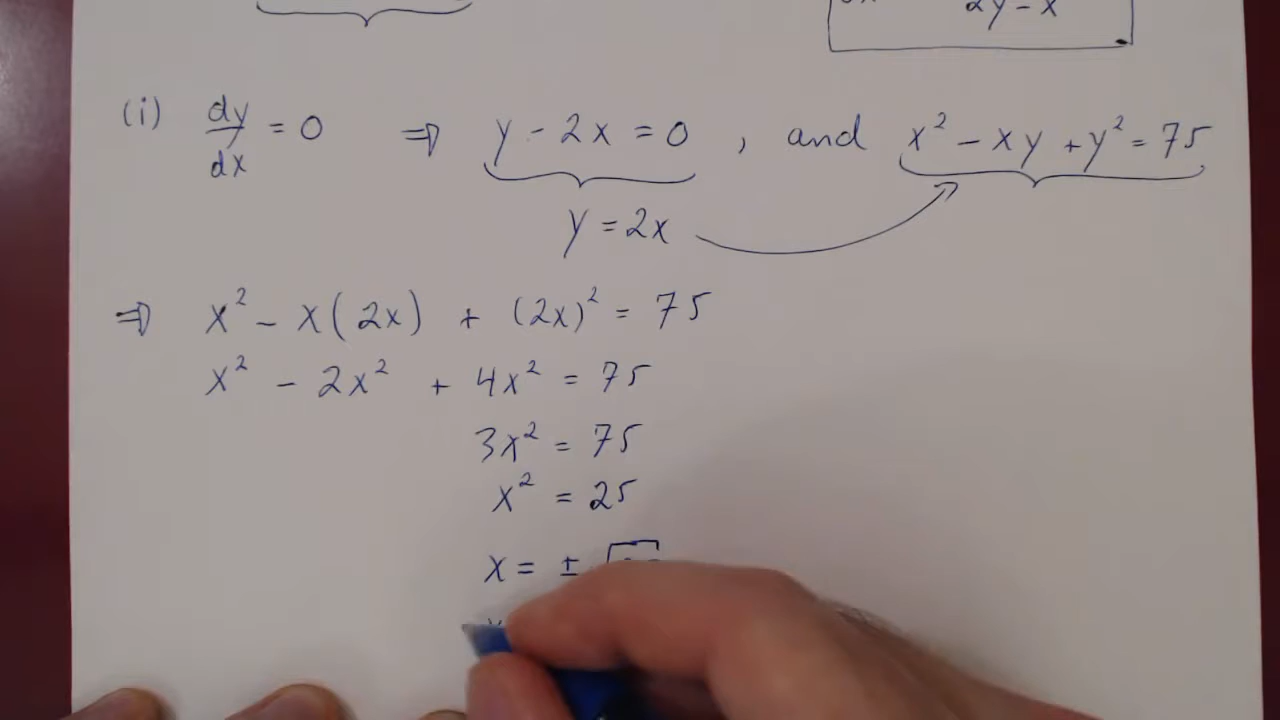 2y - x
(i) dy/dx = 0 ⇒ y - 2x = 0 , and x² - xy + y² = 75
y = 2x
⇒ x² - x(2x) + (2x)² = 75
x² - 2x² + 4x² = 75
3x² = 75
x² = 25
x = ± √